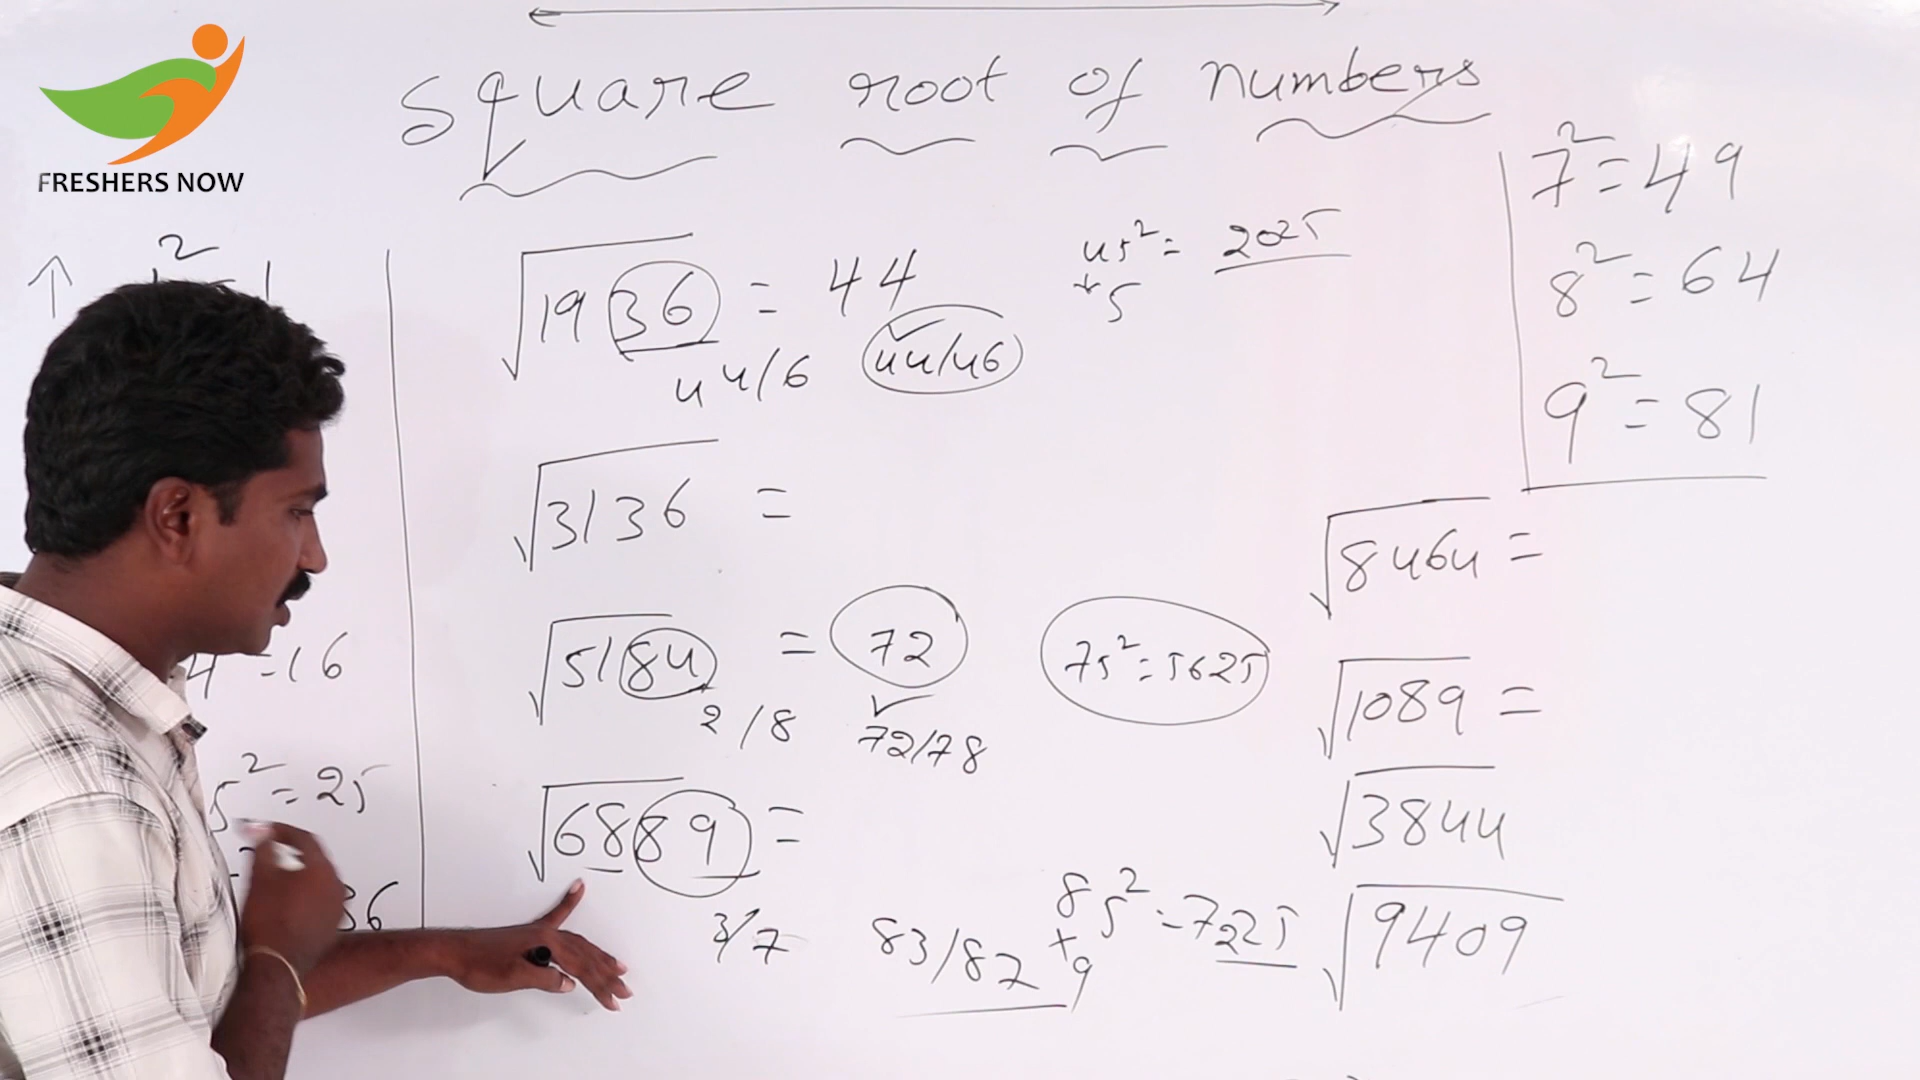 FRESHERS NOW
square root of numbers
7² = 49
8² = 64
9² = 81
² = 1
4 = 16
5² = 25
36
√1936 = 44
44/6
44/46
45² = 2025
× 5
√3136 =
√5184 = 72
2/8
72/78
75² = 5625
√6889 =
3/7
83/87
85² = 7225
× 9
√8464 =
√1089 =
√3844
√9409